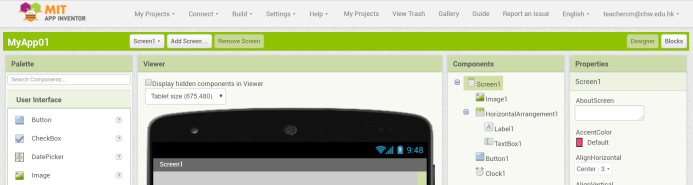 MIT
APP INVENTOR
My Projects Connect Build Settings Help My Projects View Trash Gallery Guide Report an Issue English teachercm@chw.edu.hk
MyApp01 Screen1 Add Screen ... Remove Screen Designer Blocks
Palette Viewer Components Properties
Search Components...
User Interface
Button
CheckBox
DatePicker
Image
Display hidden components in Viewer
Tablet size (675,480)
9:48
Screen1
Screen1
Image1
HorizontalArrangement1
Label1
TextBox1
Button1
Clock1
Screen1
AboutScreen
AccentColor
Default
AlignHorizontal
Center : 3
AlignVertical